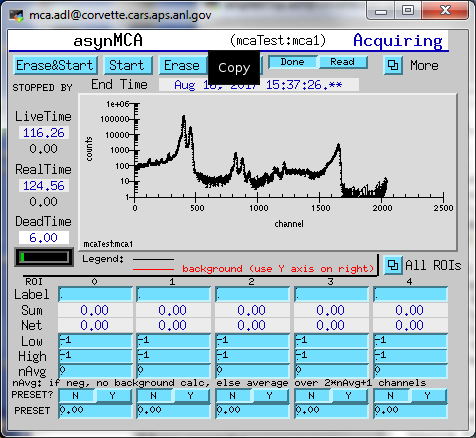 mca.adl@corvette.cars.aps.anl.gov
asynMCA (mcaTest:mca1) Acquiring
Erase&Start Start Erase Copy Done Read More
STOPPED BY End Time Aug 16, 2017 15:37:26.**
LiveTime
116.26
0.00
RealTime
124.56
0.00
DeadTime
6.00
counts
1e+06
10000
1000
100
10
1
0 500 1000 1500 2000 2500
channel
mcaTest:mca1
Legend:
background (use Y axis on right)
All ROIs
ROI 0 1 2 3 4
Label . . . . .
Sum 0.00 0.00 0.00 0.00 0.00
Net 0.00 0.00 0.00 0.00 0.00
Low -1 -1 -1 -1 -1
High -1 -1 -1 -1 -1
nAvg 0 0 0 0 0
nAvg: if neg, no background calc, else average over 2*nAvg+1 channels
PRESET? N Y N Y N Y N Y N Y
PRESET 0.00 0.00 0.00 0.00 0.00